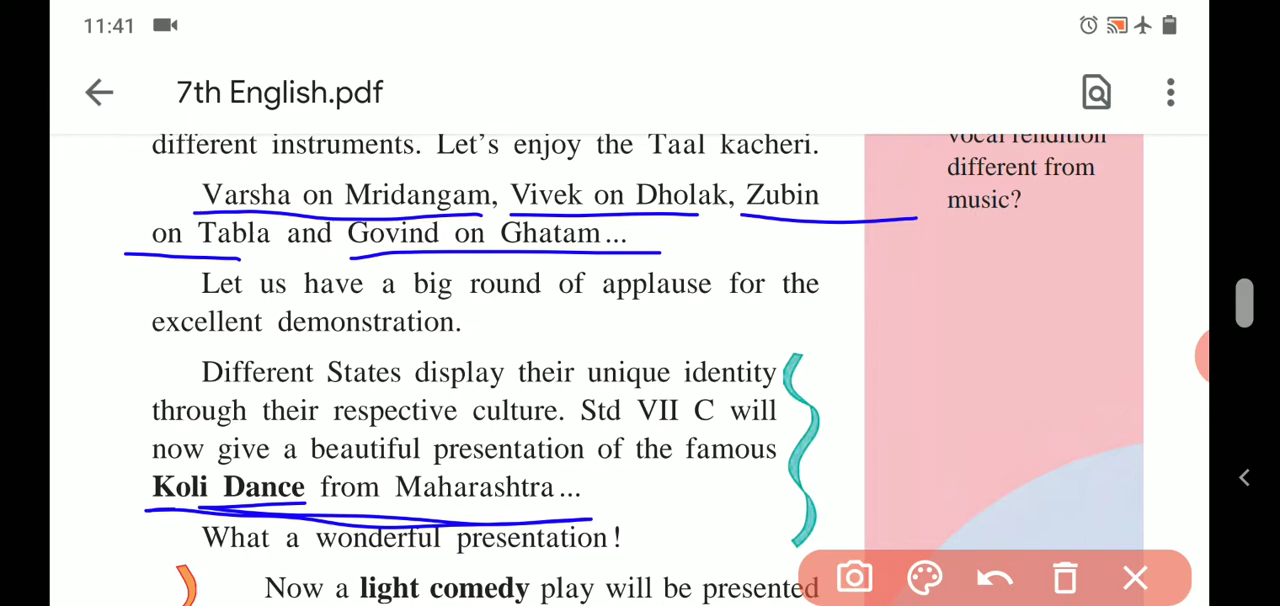 11:41
7th English.pdf
different instruments. Let's enjoy the Taal kacheri.
Varsha on Mridangam, Vivek on Dholak, Zubin
on Tabla and Govind on Ghatam...
Let us have a big round of applause for the
excellent demonstration.
Different States display their unique identity
through their respective culture. Std VII C will
now give a beautiful presentation of the famous
Koli Dance from Maharashtra...
What a wonderful presentation!
Now a light comedy play will be presented
vocal rendition
different from
music?